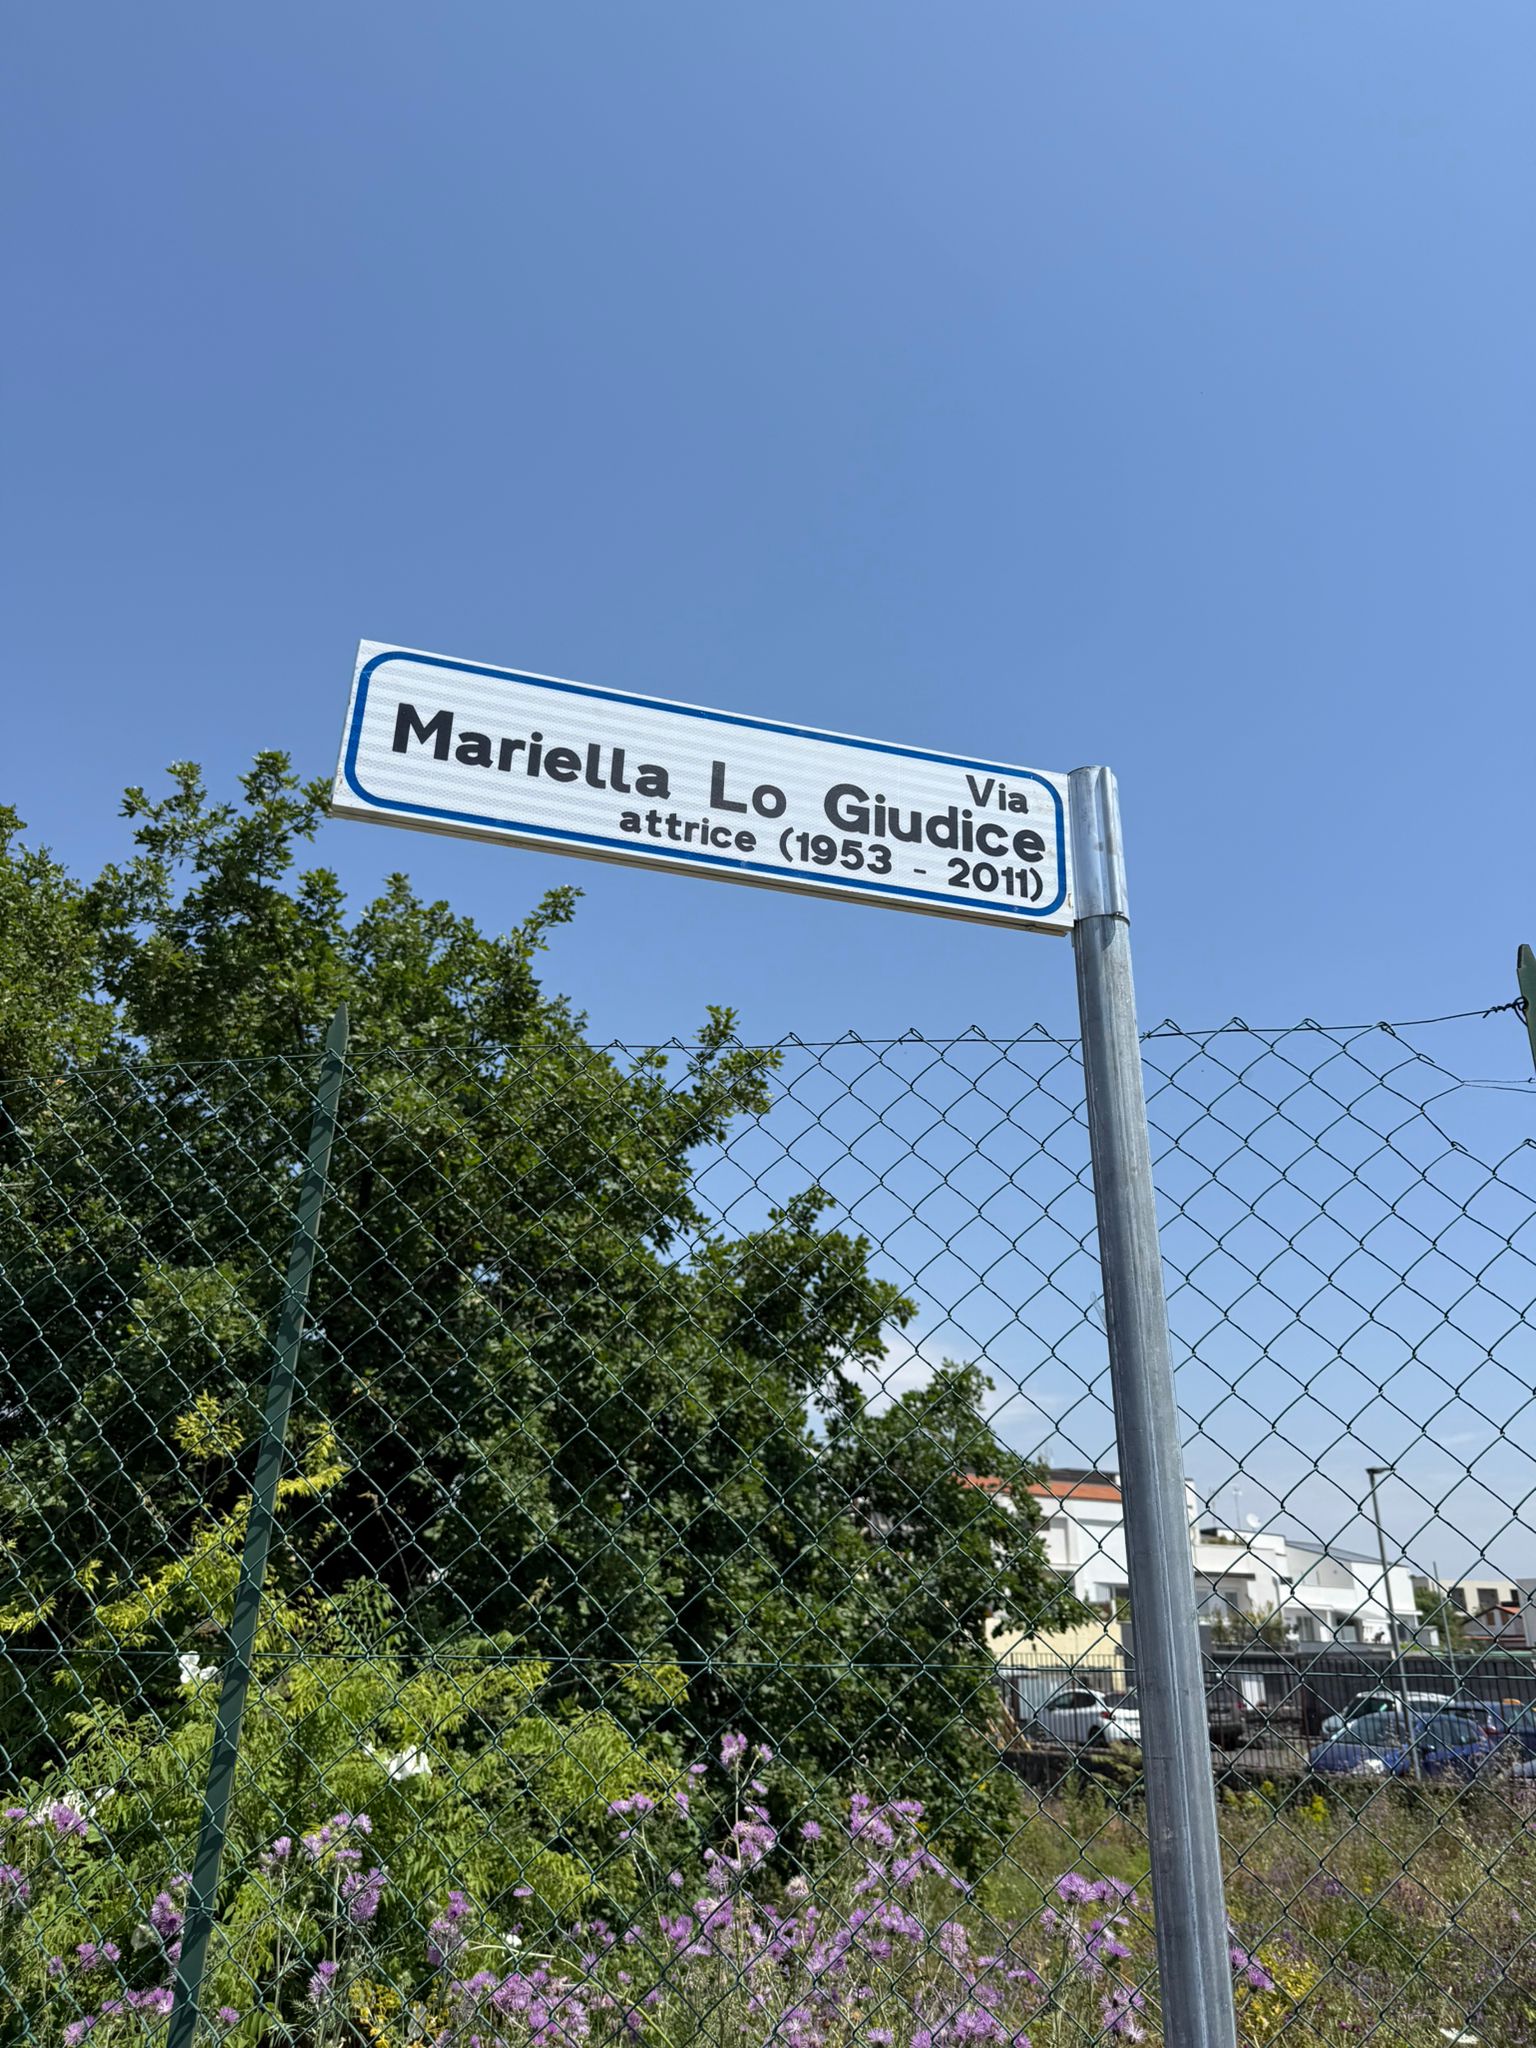 Via
Mariella Lo Giudice
attrice (1953 - 2011)